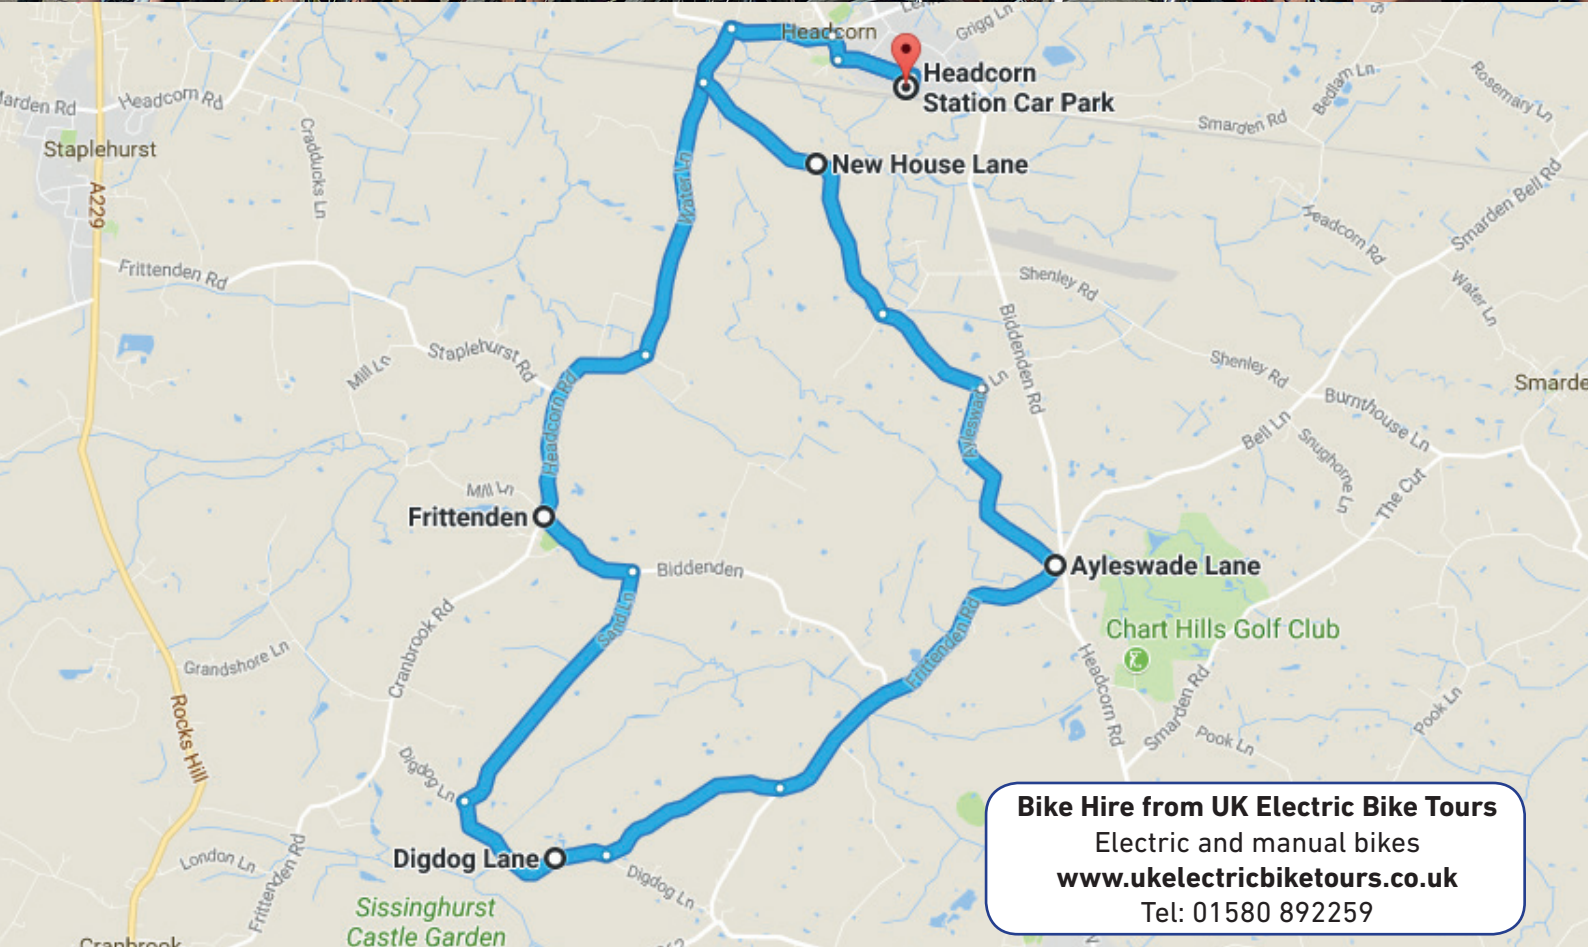 Headcorn
Grigg Ln
Headcorn
Station Car Park
Marden Rd
Headcorn Rd
Staplehurst
A229
Cradducks Ln
Bedlam Ln
Rosemary Ln
Smarden Rd
New House Lane
Water Ln
Headcorn Rd
Smarden Bell Rd
Frittenden Rd
Shenley Rd
Water Ln
Biddenden Rd
Staplehurst Rd
Mill Ln
Shenley Rd
Smarde
Headcorn Rd
Ayleswade Ln
Burnthouse Ln
Bell Ln
Snughorne Ln
The Cut
Mill Ln
Frittenden
Biddenden
Ayleswade Lane
Sand Ln
Frittenden Rd
Chart Hills Golf Club
Cranbrook Rd
Grandshore Ln
Headcorn Rd
Smarden Rd
Pook Ln
Pook Ln
Rocks Hill
Digdog Ln
Digdog Lane
London Ln
Frittenden Rd
Digdog Ln
Sissinghurst
Castle Garden
Cranbrook
Bike Hire from UK Electric Bike Tours
Electric and manual bikes
www.ukelectricbiketours.co.uk
Tel: 01580 892259